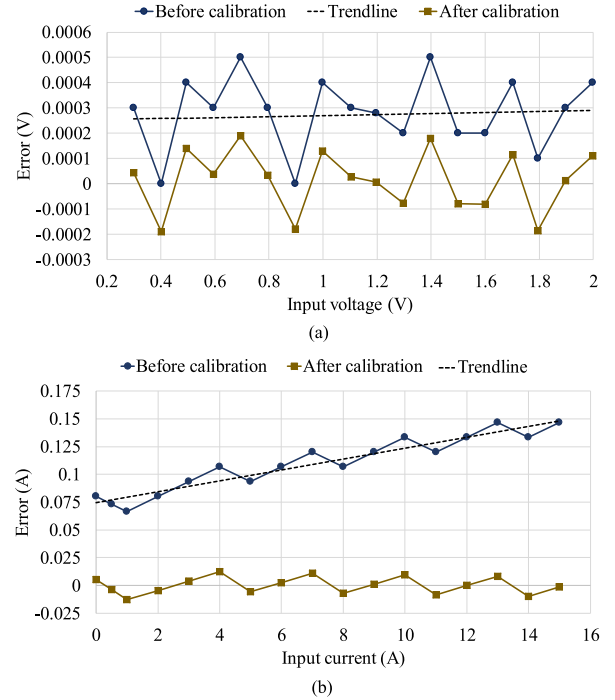 Before calibration Trendline After calibration
0.0006
0.0005
0.0004
0.0003
0.0002
0.0001
0
-0.0001
-0.0002
-0.0003
Error (V)
0.2 0.4 0.6 0.8 1 1.2 1.4 1.6 1.8 2
Input voltage (V)
(a)
Before calibration After calibration Trendline
0.175
0.15
0.125
0.1
0.075
0.05
0.025
0
-0.025
Error (A)
0 2 4 6 8 10 12 14 16
Input current (A)
(b)